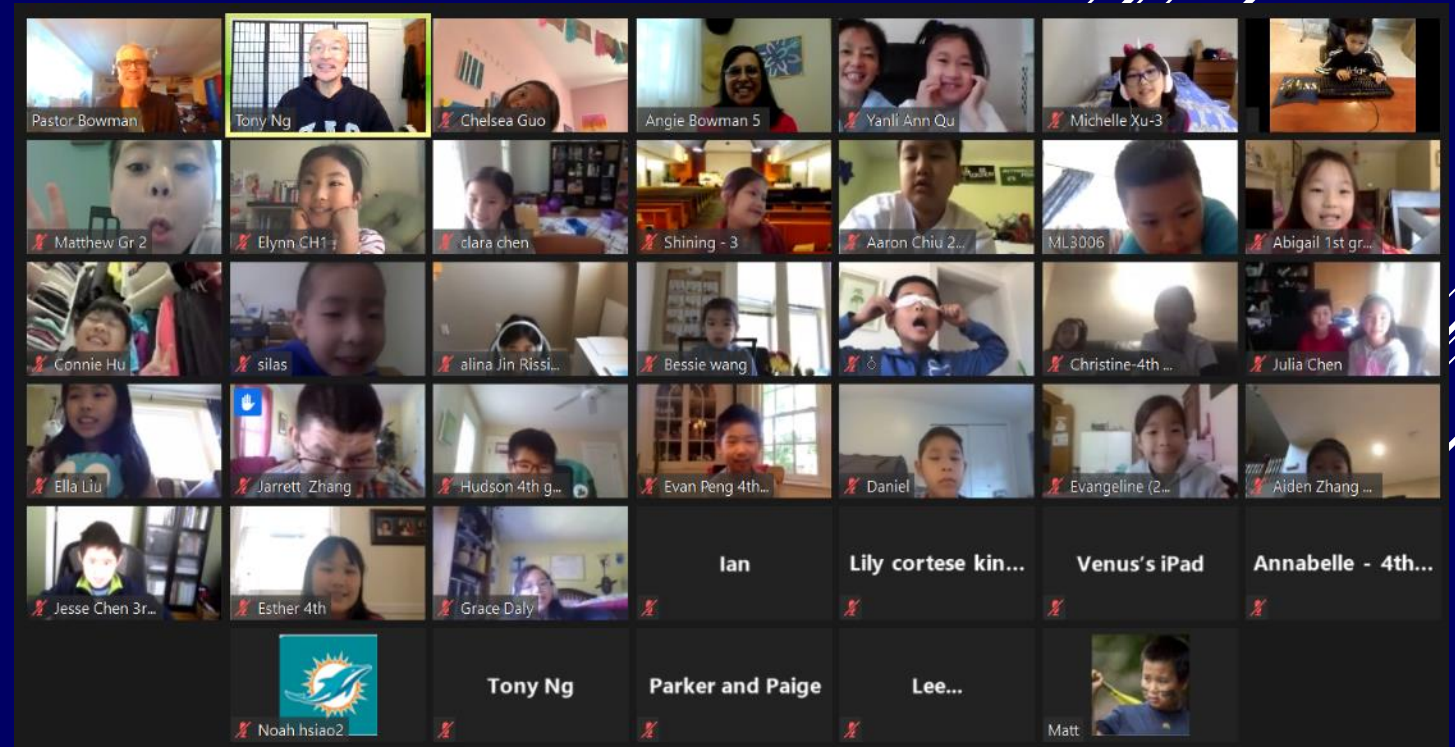 Pastor Bowman
Tony Ng
Chelsea Guo
Angie Bowman 5
Yanli Ann Qu
Michelle Xu-3
Matthew Gr 2
Elynn CH1
clara chen
Shining - 3
Aaron Chiu 2...
ML3006
Abigail 1st gr...
Connie Hu
silas
alina Jin Rissi...
Bessie wang
Christine-4th ...
Julia Chen
Ella Liu
Jarrett Zhang
Hudson 4th g...
Evan Peng 4th...
Daniel
Evangeline (2...
Aiden Zhang ...
Jesse Chen 3r...
Esther 4th
Grace Daly
Ian
Lily cortese kin...
Venus's iPad
Annabelle - 4th...
Noah hsiao2
Tony Ng
Parker and Paige
Lee...
Matt